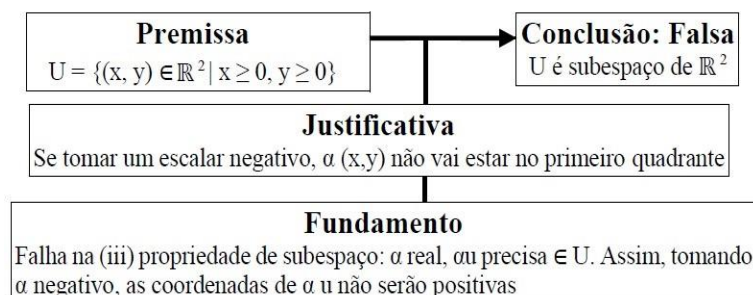 Premissa
U = {(x, y) ∈ ℝ² | x ≥ 0, y ≥ 0}
Conclusão: Falsa
U é subespaço de ℝ²
Justificativa
Se tomar um escalar negativo, α (x,y) não vai estar no primeiro quadrante
Fundamento
Falha na (iii) propriedade de subespaço: α real, αu precisa ∈ U. Assim, tomando
α negativo, as coordenadas de α u não serão positivas